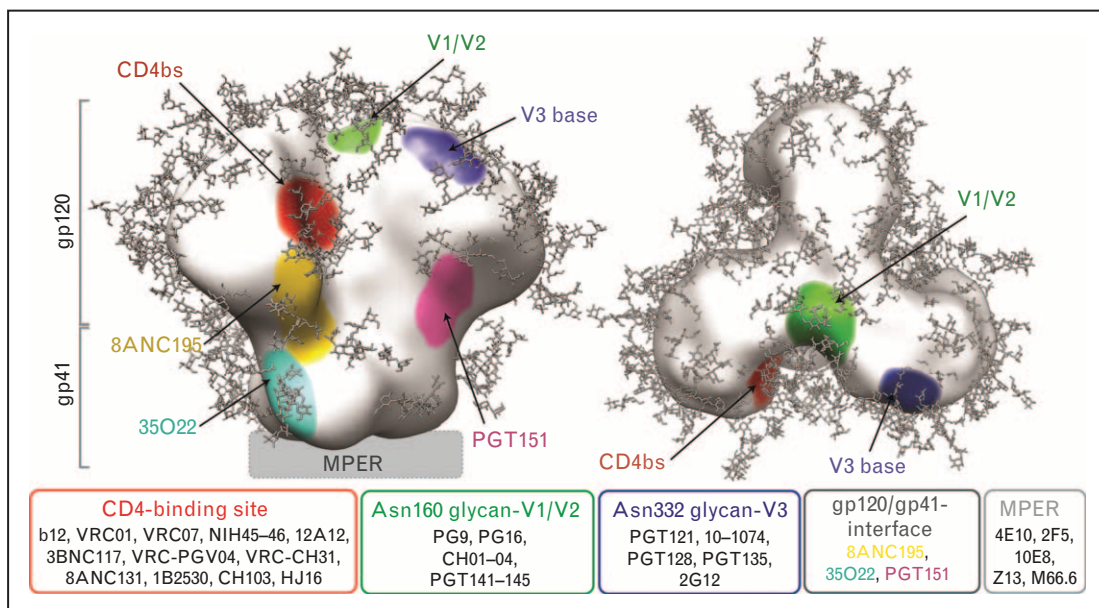 V1/V2
CD4bs
V3 base
gp120
8ANC195
gp41
35O22
PGT151
MPER
V1/V2
CD4bs
V3 base
CD4-binding site
b12, VRC01, VRC07, NIH45–46, 12A12,
3BNC117, VRC-PGV04, VRC-CH31,
8ANC131, 1B2530, CH103, HJ16
Asn160 glycan-V1/V2
PG9, PG16,
CH01–04,
PGT141–145
Asn332 glycan-V3
PGT121, 10–1074,
PGT128, PGT135,
2G12
gp120/gp41-
interface
8ANC195,
35O22, PGT151
MPER
4E10, 2F5,
10E8,
Z13, M66.6